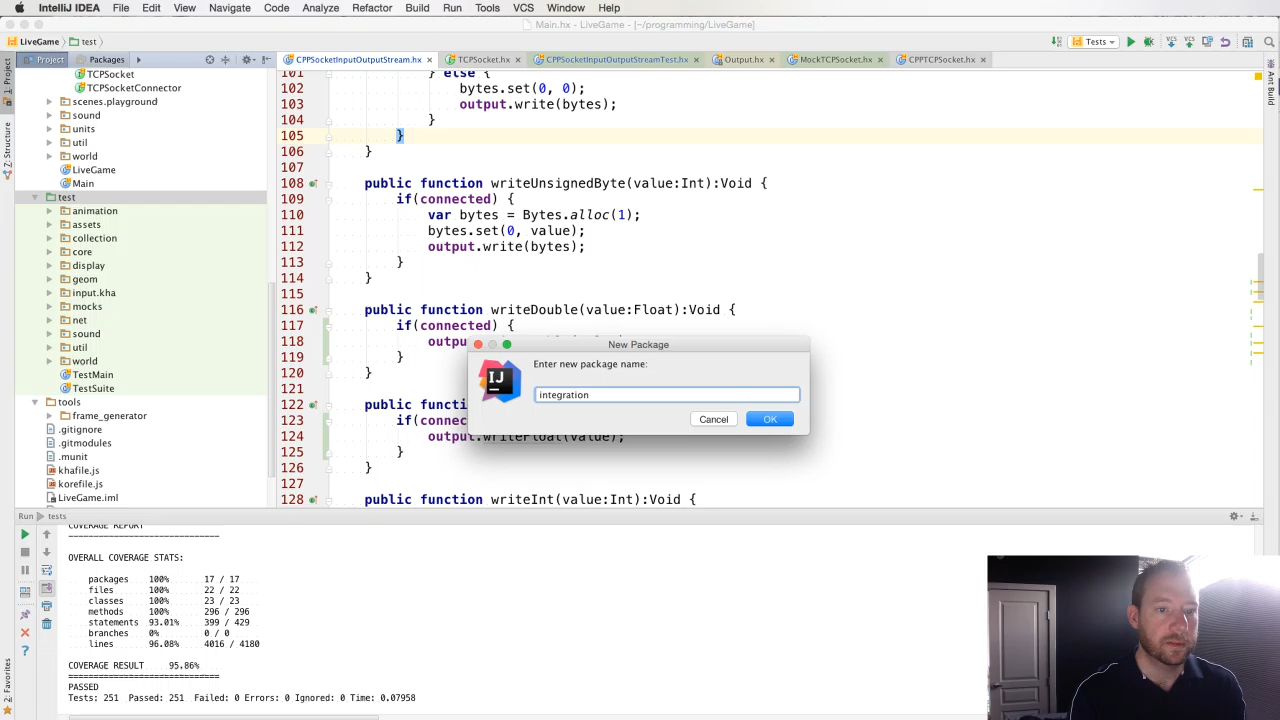 IntelliJ IDEA File Edit View Navigate Code Analyze Refactor Build Run Tools VCS Window Help
Main.hx - LiveGame - [~/programming/LiveGame]
LiveGame test Tests
Project Packages
CPPSocketInputOutputStream.hx TCPSocket.hx CPPSocketInputOutputStreamTest.hx Output.hx MockTCPSocket.hx CPPTCPSocket.hx
1: Project
Z: Structure
2: Favorites
Ant Build
TCPSocket
TCPSocketConnector
scenes.playground
sound
units
util
world
LiveGame
Main
test
animation
assets
collection
core
display
geom
input.kha
mocks
net
sound
util
world
TestMain
TestSuite
tools
frame_generator
.gitignore
.gitmodules
.munit
khafile.js
korefile.js
LiveGame.iml
101 } else {
102 bytes.set(0, 0);
103 output.write(bytes);
104 }
105 }
106 }
107
108 public function writeUnsignedByte(value:Int):Void {
109 if(connected) {
110 var bytes = Bytes.alloc(1);
111 bytes.set(0, value);
112 output.write(bytes);
113 }
114 }
115
116 public function writeDouble(value:Float):Void {
117 if(connected) {
118 outpu
119 }
120 }
121
122 public functi
123 if(connec
124 output.writeFloat(value);
125 }
126 }
127
128 public function writeInt(value:Int):Void {
New Package
Enter new package name:
IJ
integration
Cancel OK
Run tests
COVERAGE REPORT
------------------------------
OVERALL COVERAGE STATS:
packages 100% 17 / 17
files 100% 22 / 22
classes 100% 23 / 23
methods 100% 296 / 296
statements 93.01% 399 / 429
branches 0% 0 / 0
lines 96.08% 4016 / 4180
COVERAGE RESULT 95.86%
------------------------------
PASSED
Tests: 251 Passed: 251 Failed: 0 Errors: 0 Ignored: 0 Time: 0.07958